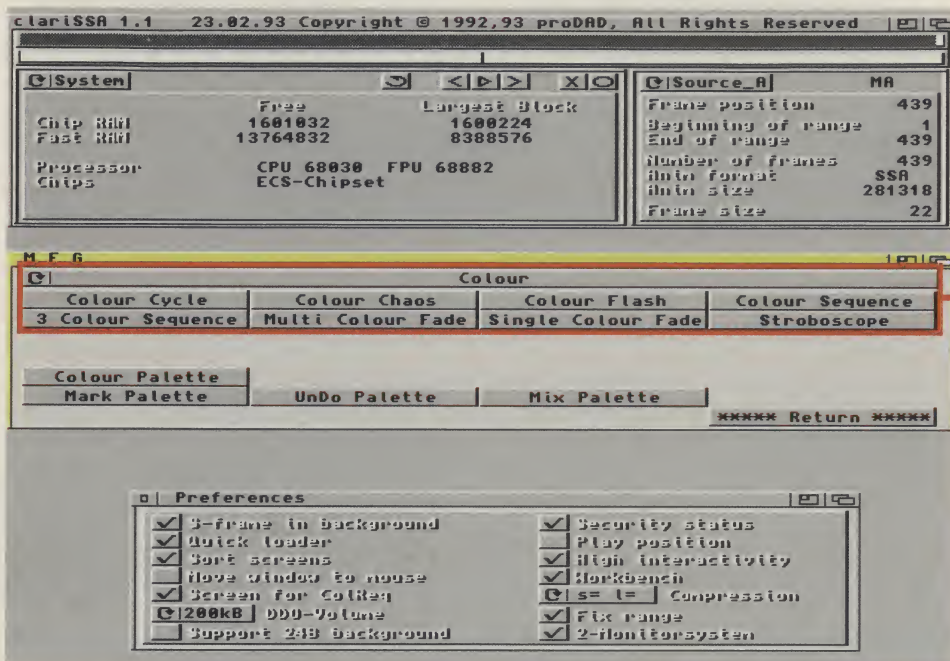 clariSSA 1.1 23.02.93 Copyright © 1992,93 proDAD, All Rights Reserved
System
Free Largest Block
Chip RAM 1601032 1600224
Fast RAM 13764832 8388576
Processor CPU 68030 FPU 68882
Chips ECS-Chipset
Source_A MA
Frame position 439
Beginning of range 1
End of range 439
Number of frames 439
Anim format SSA
Anim size 281318
Frame size 22
M F G
Colour
Colour Cycle Colour Chaos Colour Flash Colour Sequence
3 Colour Sequence Multi Colour Fade Single Colour Fade Stroboscope
Colour Palette
Mark Palette UnDo Palette Mix Palette
***** Return *****
Preferences
S-frame in background Security status
Quick loader Play position
Sort screens High interactivity
Move window to mouse Workbench
Screen for ColReq s= l= Compression
200kB DDD-Volume Fix range
Support 24B background 2-Monitorsystem